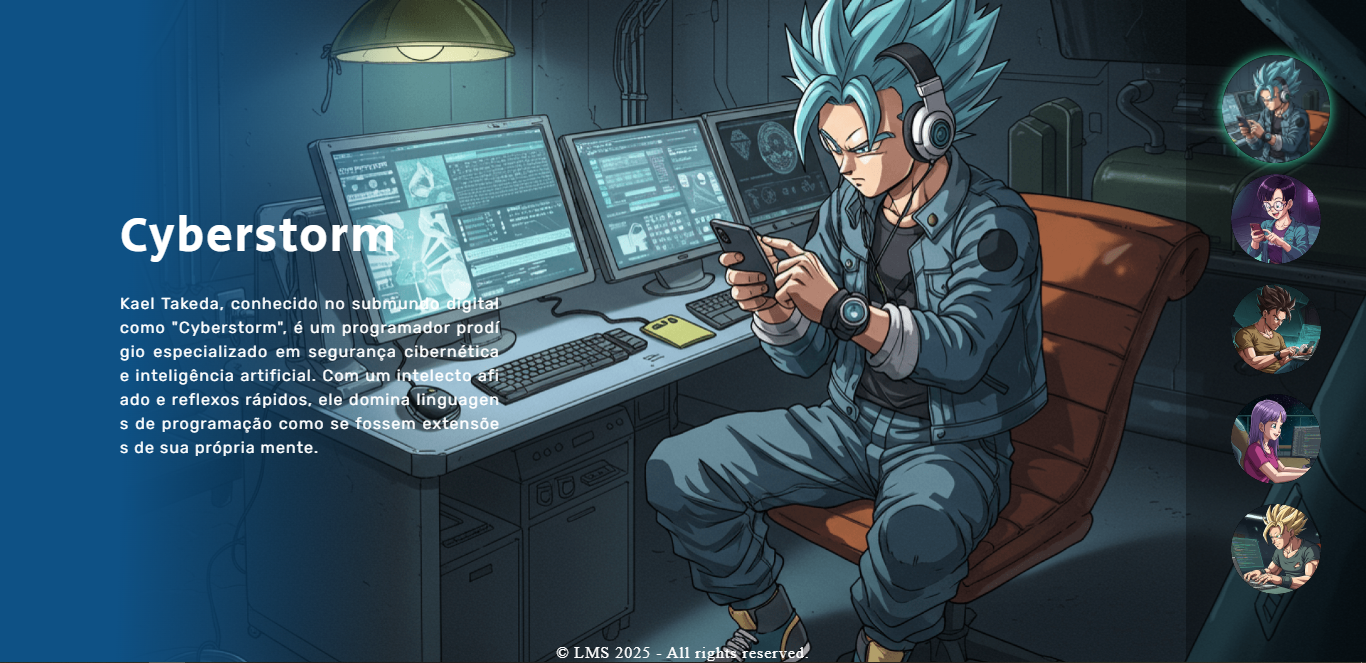 Cyberstorm
Kael Takeda, conhecido no submundo digital
como "Cyberstorm", é um programador prodí
gio especializado em segurança cibernética
e inteligência artificial. Com um intelecto afi
ado e reflexos rápidos, ele domina linguagen
s de programação como se fossem extensõe
s de sua própria mente.
© LMS 2025 - All rights reserved.